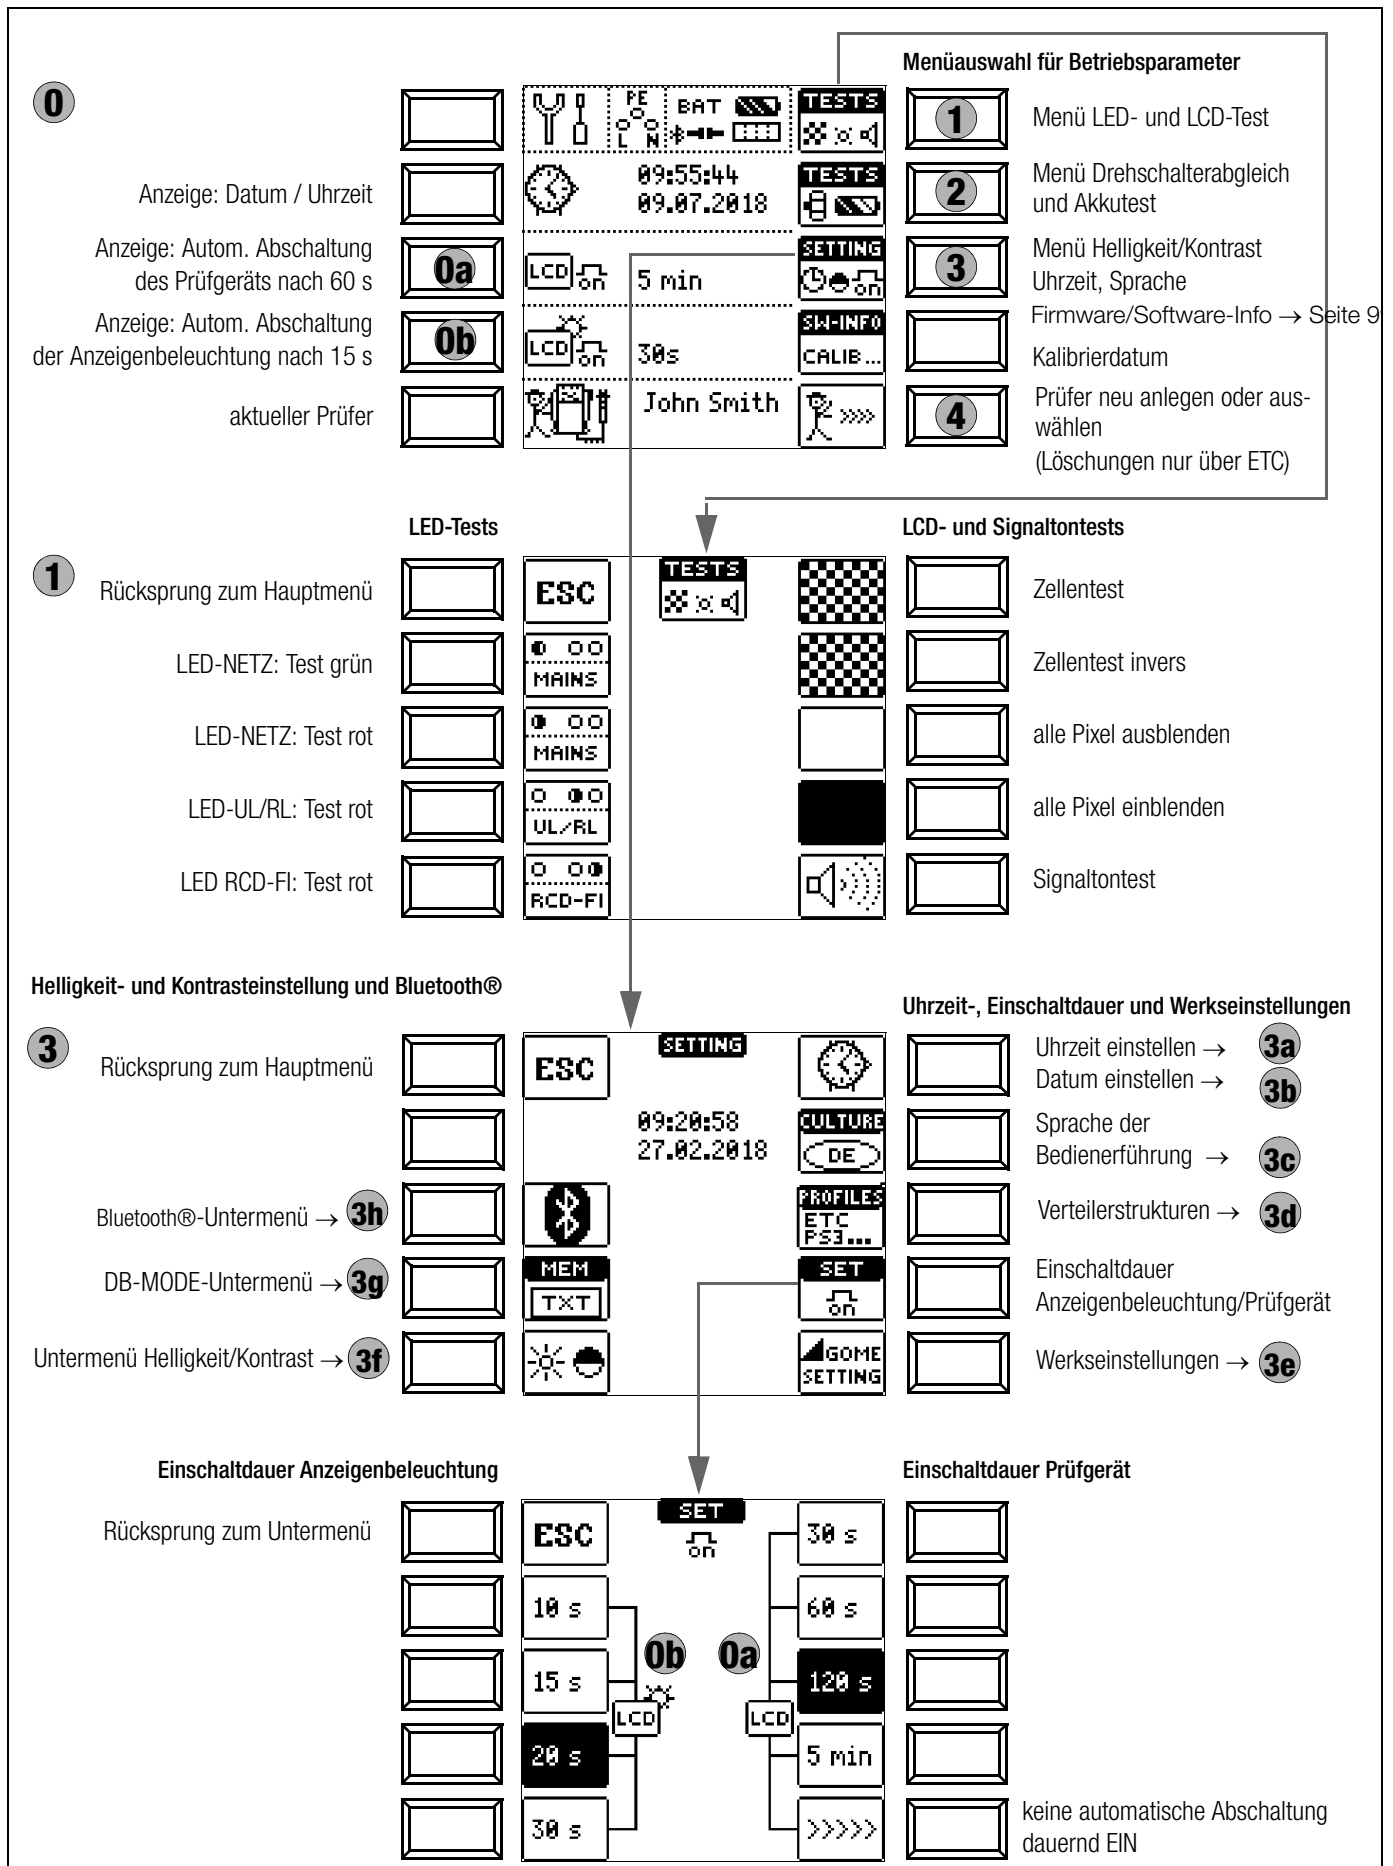 Menüauswahl für Betriebsparameter
0
PE
L N
BAT
TESTS
1
Menü LED- und LCD-Test
Anzeige: Datum / Uhrzeit
09:55:44
09.07.2018
TESTS
2
Menü Drehschalterabgleich
und Akkutest
Anzeige: Autom. Abschaltung
des Prüfgeräts nach 60 s
0a
LCD
on
5 min
SETTING
on
3
Menü Helligkeit/Kontrast
Uhrzeit, Sprache
Firmware/Software-Info → Seite 9
Anzeige: Autom. Abschaltung
der Anzeigenbeleuchtung nach 15 s
0b
LCD
on
30s
SW-INFO
CALIB...
Kalibrierdatum
aktueller Prüfer
John Smith
»»
4
Prüfer neu anlegen oder aus-
wählen
(Löschungen nur über ETC)
LED-Tests
LCD- und Signaltontests
1
Rücksprung zum Hauptmenü
ESC
TESTS
Zellentest
LED-NETZ: Test grün
MAINS
Zellentest invers
LED-NETZ: Test rot
MAINS
alle Pixel ausblenden
LED-UL/RL: Test rot
UL/RL
alle Pixel einblenden
LED RCD-FI: Test rot
RCD-FI
Signaltontest
Helligkeit- und Kontrasteinstellung und Bluetooth®
Uhrzeit-, Einschaltdauer und Werkseinstellungen
3
Rücksprung zum Hauptmenü
ESC
SETTING
Uhrzeit einstellen → 3a
Datum einstellen → 3b
09:20:58
27.02.2018
CULTURE
DE
Sprache der
Bedienerführung → 3c
Bluetooth®-Untermenü → 3h
PROFILES
ETC
PS3...
Verteilerstrukturen → 3d
DB-MODE-Untermenü → 3g
MEM
TXT
SET
on
Einschaltdauer
Anzeigenbeleuchtung/Prüfgerät
Untermenü Helligkeit/Kontrast → 3f
GOME
SETTING
Werkseinstellungen → 3e
Einschaltdauer Anzeigenbeleuchtung
Einschaltdauer Prüfgerät
Rücksprung zum Untermenü
ESC
SET
on
30 s
10 s
60 s
0b
0a
15 s
120 s
LCD
LCD
20 s
5 min
30 s
>>>>>
keine automatische Abschaltung
dauernd EIN